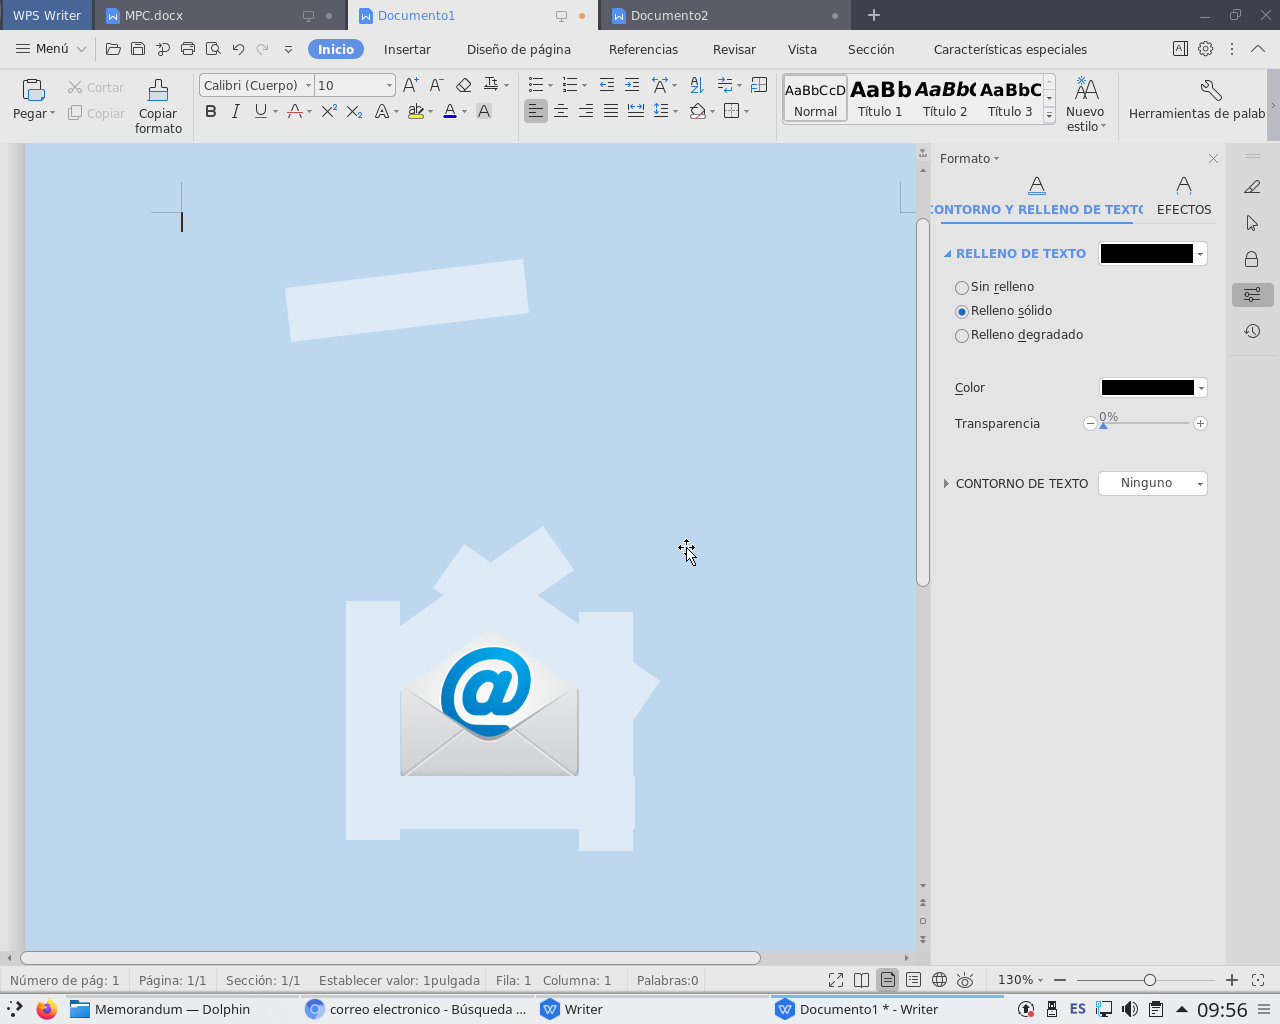 WPS Writer
MPC.docx
Documento1
Documento2
Menú
Inicio
Insertar
Diseño de página
Referencias
Revisar
Vista
Sección
Características especiales
Pegar
Cortar
Copiar
Copiar formato
Calibri (Cuerpo)
10
AaBbCcD
Normal
AaBb
Título 1
AaBb(
Título 2
AaBbC
Título 3
Nuevo estilo
Herramientas de palab
Formato
CONTORNO Y RELLENO DE TEXTO
EFECTOS
RELLENO DE TEXTO
Sin relleno
Relleno sólido
Relleno degradado
Color
Transparencia
0%
CONTORNO DE TEXTO
Ninguno
@
Número de pág: 1
Página: 1/1
Sección: 1/1
Establecer valor: 1pulgada
Fila: 1
Columna: 1
Palabras:0
130%
Memorandum — Dolphin
correo electronico - Búsqueda ...
Writer
Documento1 * - Writer
ES
09:56